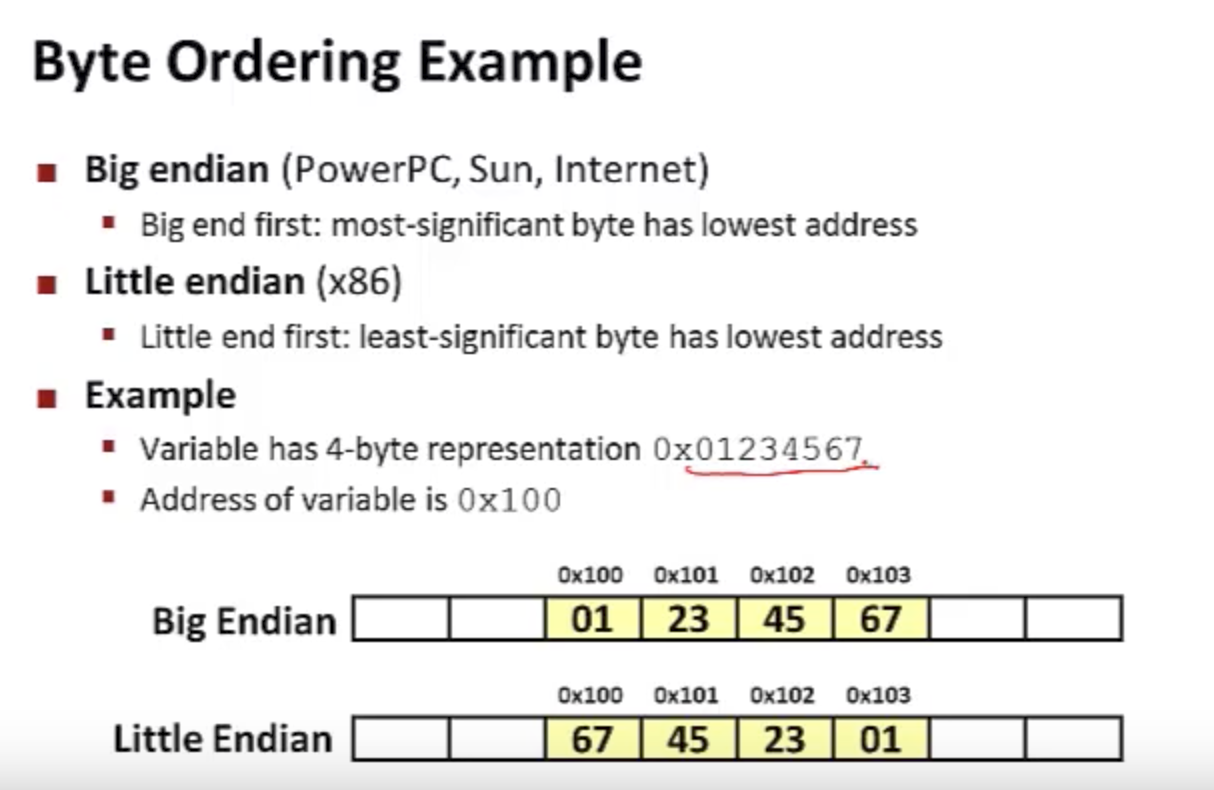 Byte Ordering Example
■ Big endian (PowerPC, Sun, Internet)
▪ Big end first: most-significant byte has lowest address
■ Little endian (x86)
▪ Little end first: least-significant byte has lowest address
■ Example
▪ Variable has 4-byte representation 0x01234567
▪ Address of variable is 0x100
0x100 0x101 0x102 0x103
Big Endian 01 23 45 67
0x100 0x101 0x102 0x103
Little Endian 67 45 23 01